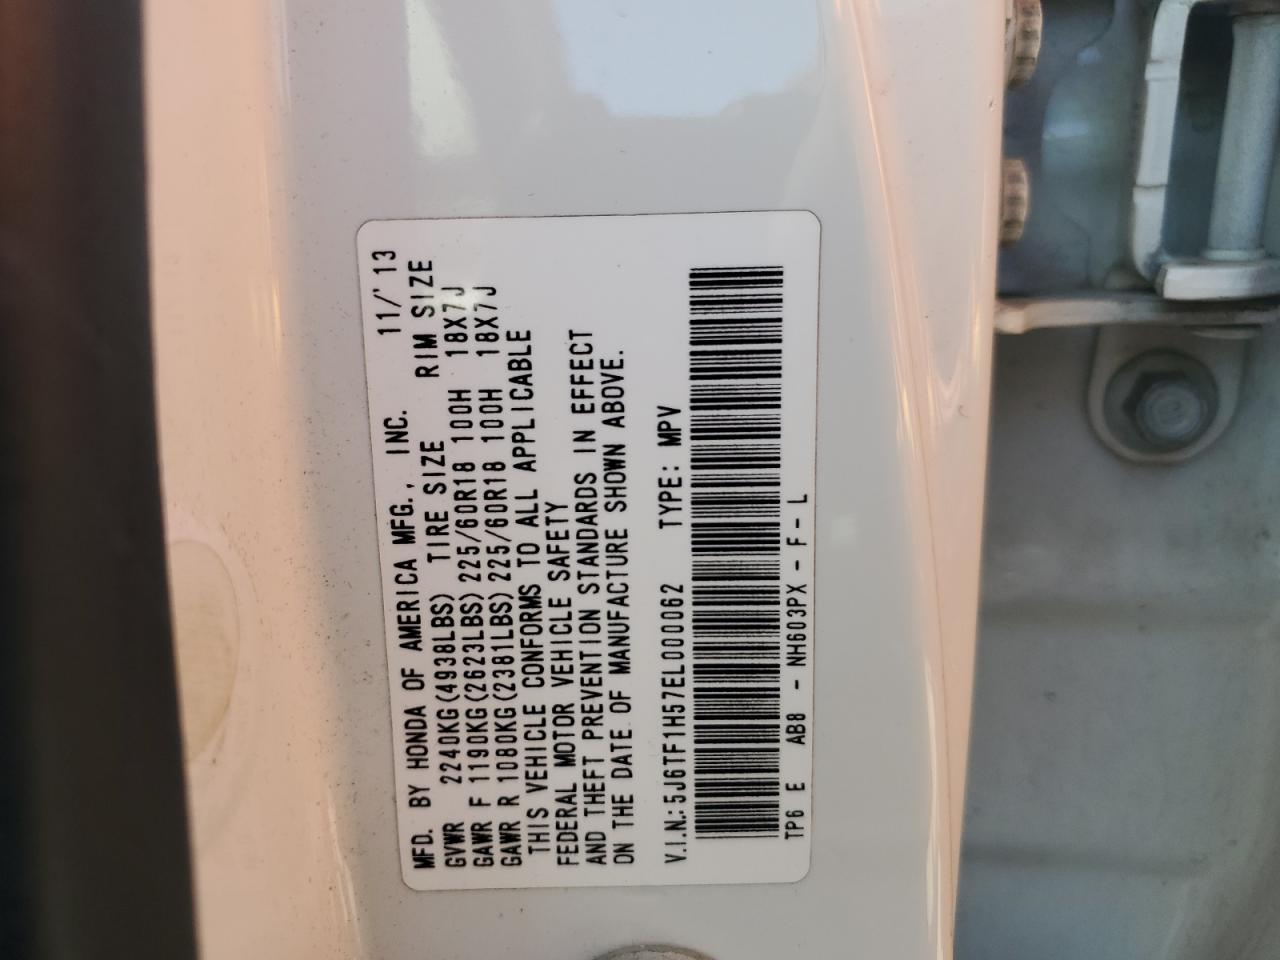 MFD. BY HONDA OF AMERICA MFG., INC. 11/'13
GVWR 2240KG(4938LBS) TIRE SIZE RIM SIZE
GAWR F 1190KG(2623LBS) 225/60R18 100H 18X7J
GAWR R 1080KG(2381LBS) 225/60R18 100H 18X7J
THIS VEHICLE CONFORMS TO ALL APPLICABLE
FEDERAL MOTOR VEHICLE SAFETY
AND THEFT PREVENTION STANDARDS IN EFFECT
ON THE DATE OF MANUFACTURE SHOWN ABOVE.
V.I.N.: 5J6TF1H57EL000062 TYPE: MPV
TP6 E AB8 - NH603PX - F - L